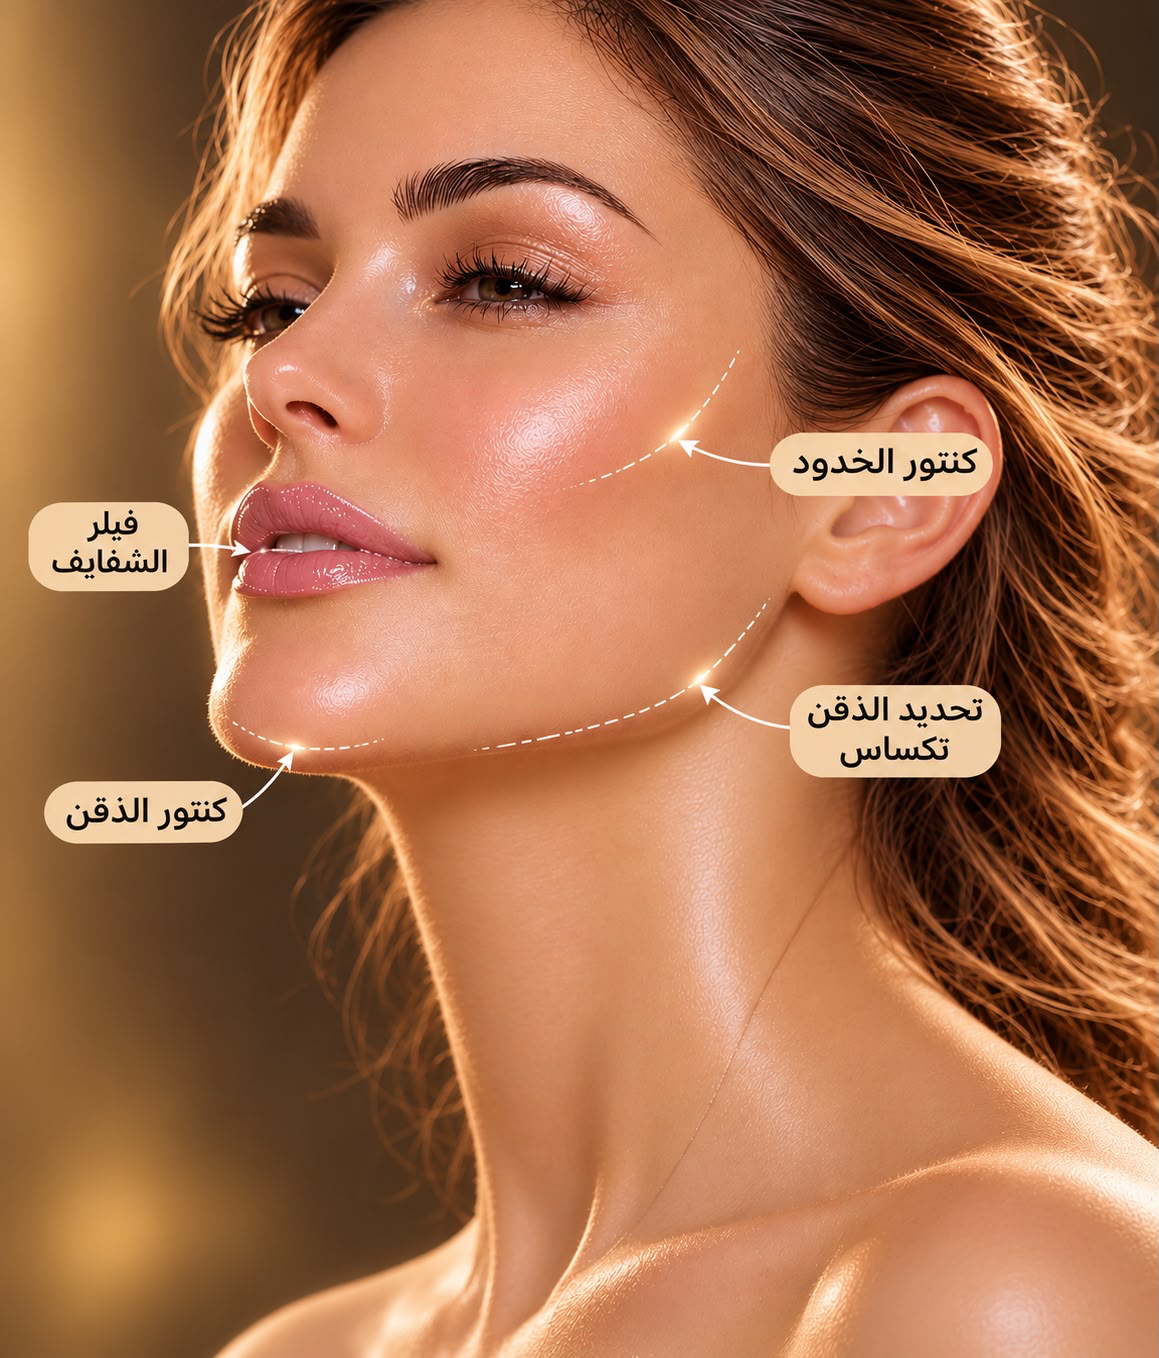 كنتور الخدود
فيلر
الشفايف
تحديد الذقن
تكساس
كنتور الذقن